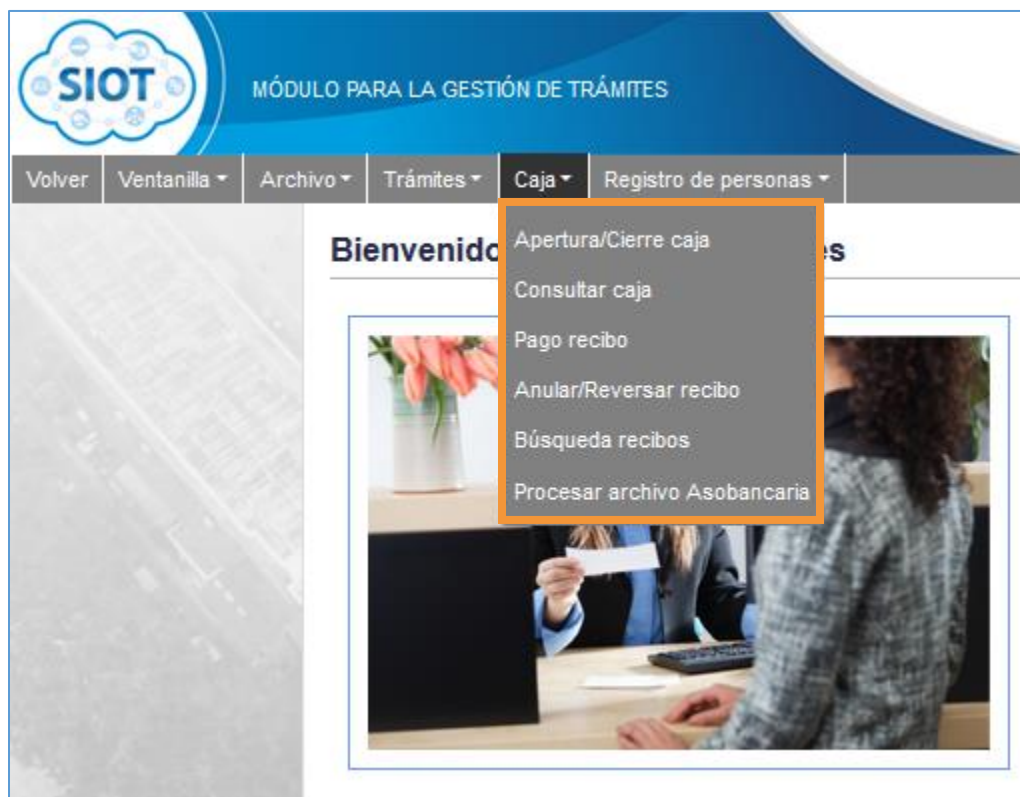 SIOT
MÓDULO PARA LA GESTIÓN DE TRÁMITES
Volver Ventanilla Archivo Trámites Caja Registro de personas
Bienvenido
Apertura/Cierre caja
Consultar caja
Pago recibo
Anular/Reversar recibo
Búsqueda recibos
Procesar archivo Asobancaria